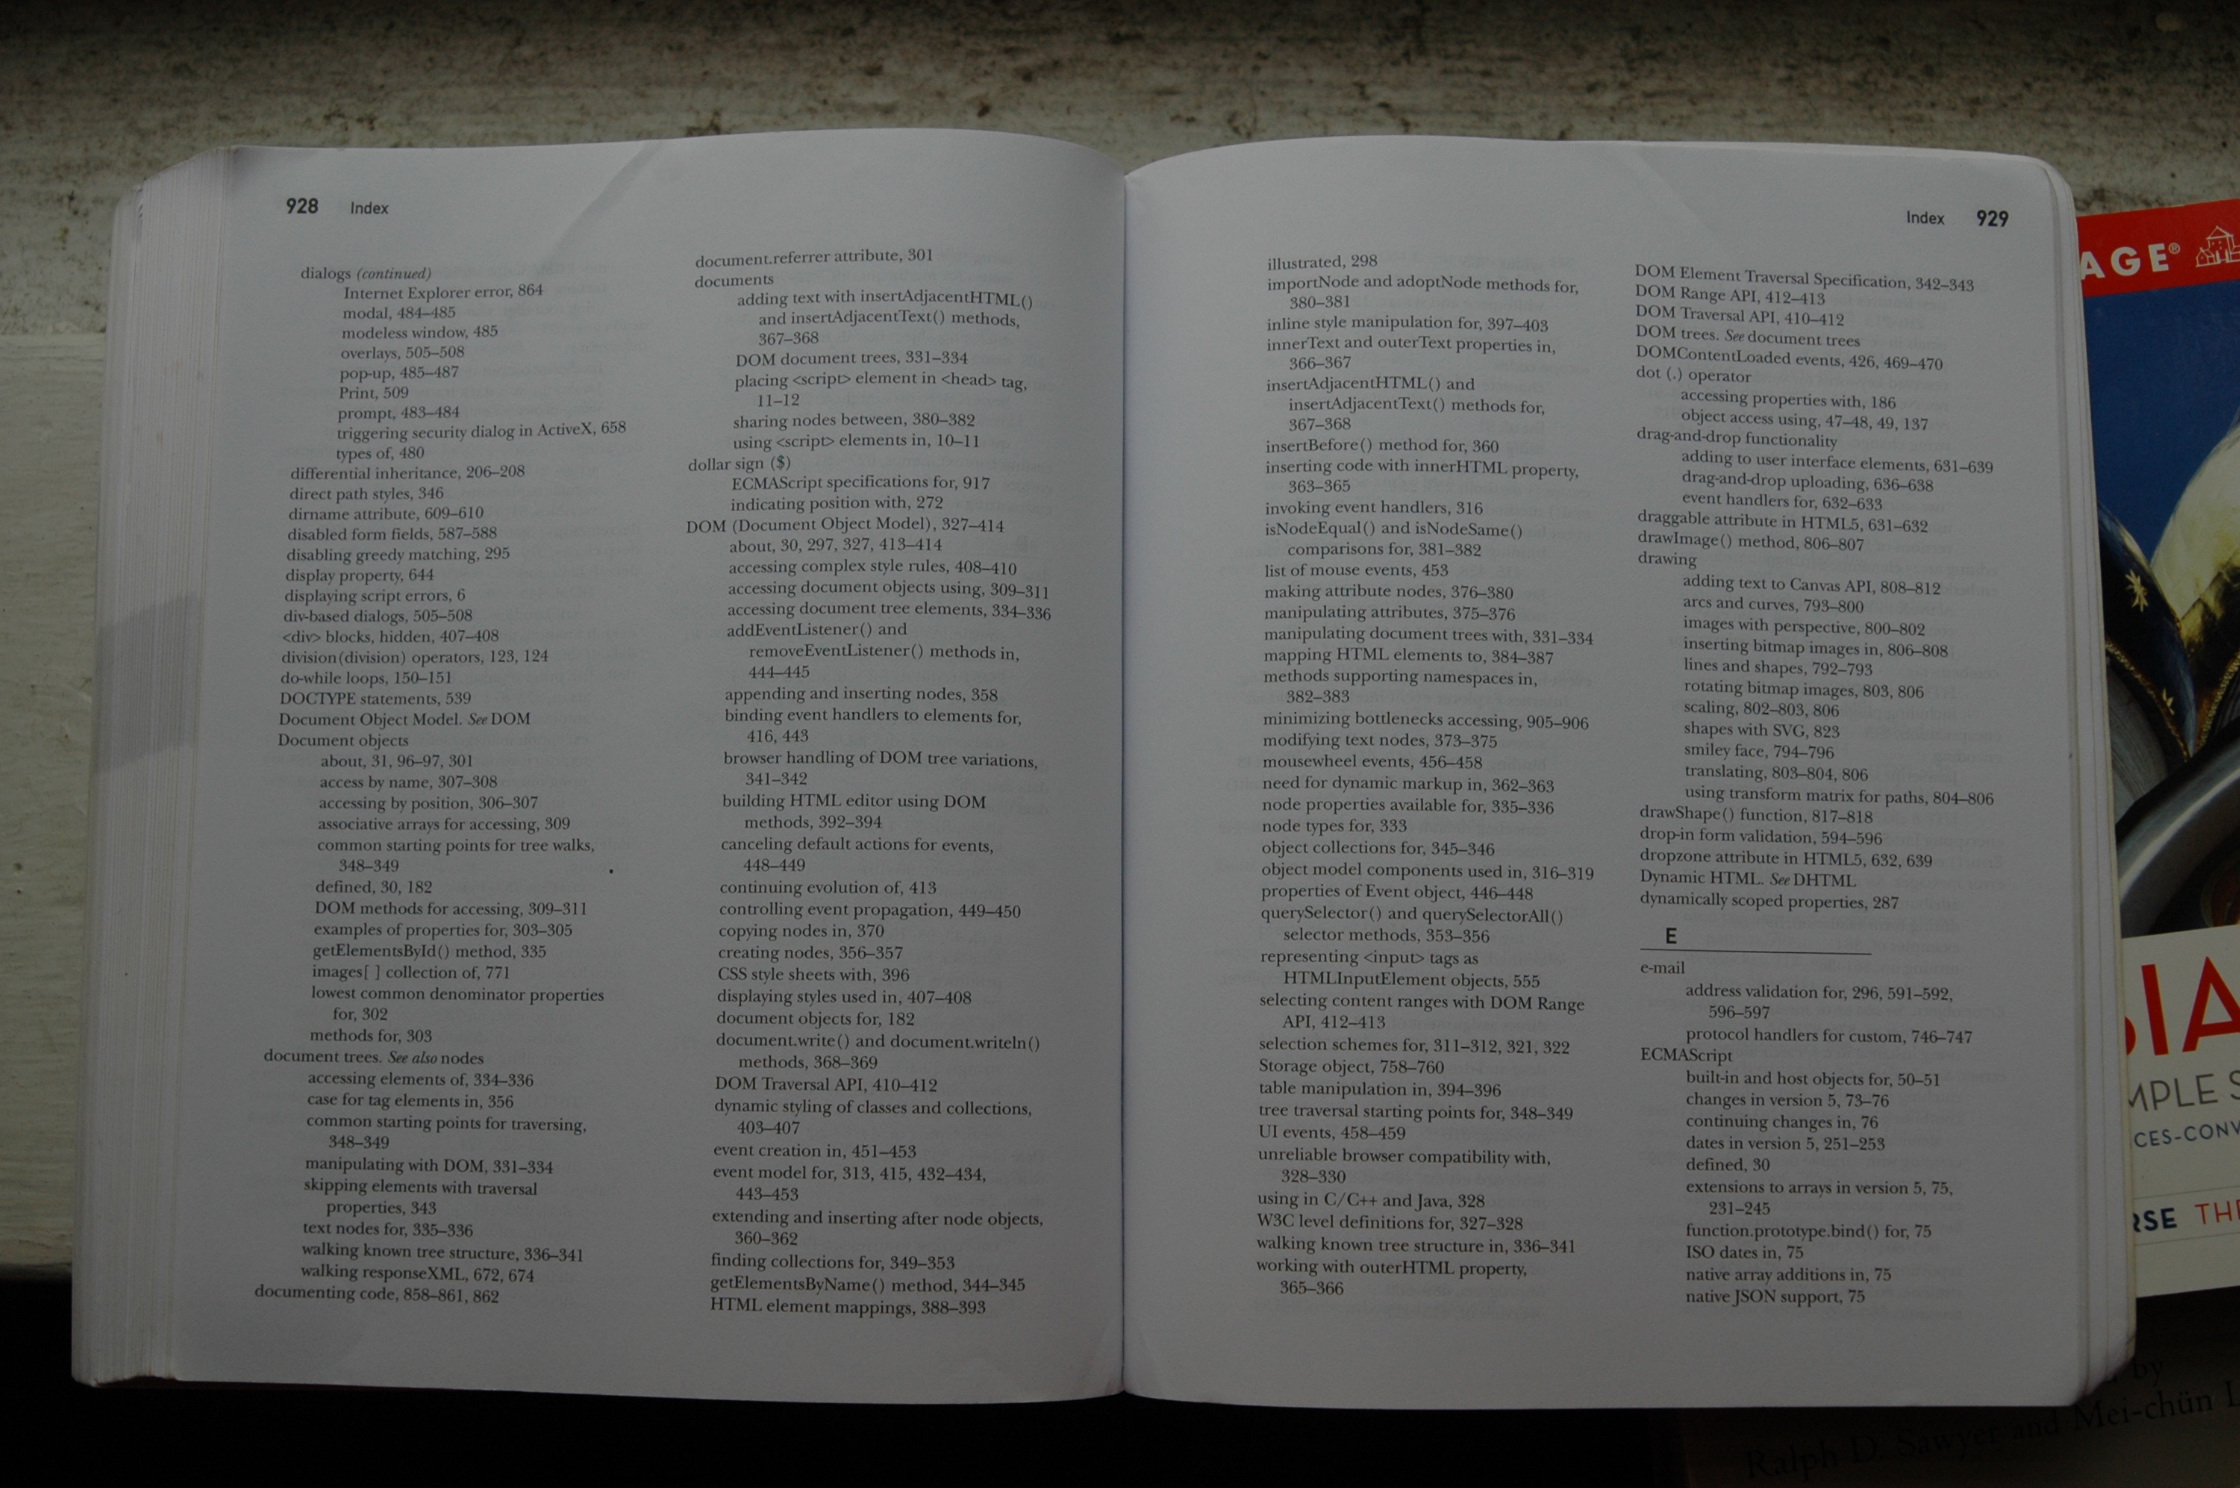 928 Index
dialogs (continued)
Internet Explorer error, 864
modal, 484–485
modeless window, 485
overlays, 505–508
pop-up, 485–487
Print, 509
prompt, 483–484
triggering security dialog in ActiveX, 658
types of, 480
differential inheritance, 206–208
direct path styles, 346
dirname attribute, 609–610
disabled form fields, 587–588
disabling greedy matching, 295
display property, 644
displaying script errors, 6
div-based dialogs, 505–508
<div> blocks, hidden, 407–408
division(division) operators, 123, 124
do-while loops, 150–151
DOCTYPE statements, 539
Document Object Model. See DOM
Document objects
about, 31, 96–97, 301
access by name, 307–308
accessing by position, 306–307
associative arrays for accessing, 309
common starting points for tree walks,
348–349
defined, 30, 182
DOM methods for accessing, 309–311
examples of properties for, 303–305
getElementsById() method, 335
images[ ] collection of, 771
lowest common denominator properties
for, 302
methods for, 303
document trees. See also nodes
accessing elements of, 334–336
case for tag elements in, 356
common starting points for traversing,
348–349
manipulating with DOM, 331–334
skipping elements with traversal
properties, 343
text nodes for, 335–336
walking known tree structure, 336–341
walking responseXML, 672, 674
documenting code, 858–861, 862
document.referrer attribute, 301
documents
adding text with insertAdjacentHTML()
and insertAdjacentText() methods,
367–368
DOM document trees, 331–334
placing <script> element in <head> tag,
11–12
sharing nodes between, 380–382
using <script> elements in, 10–11
dollar sign ($)
ECMAScript specifications for, 917
indicating position with, 272
DOM (Document Object Model), 327–414
about, 30, 297, 327, 413–414
accessing complex style rules, 408–410
accessing document objects using, 309–311
accessing document tree elements, 334–336
addEventListener() and
removeEventListener() methods in,
444–445
appending and inserting nodes, 358
binding event handlers to elements for,
416, 443
browser handling of DOM tree variations,
341–342
building HTML editor using DOM
methods, 392–394
canceling default actions for events,
448–449
continuing evolution of, 413
controlling event propagation, 449–450
copying nodes in, 370
creating nodes, 356–357
CSS style sheets with, 396
displaying styles used in, 407–408
document objects for, 182
document.write() and document.writeln()
methods, 368–369
DOM Traversal API, 410–412
dynamic styling of classes and collections,
403–407
event creation in, 451–453
event model for, 313, 415, 432–434,
443–453
extending and inserting after node objects,
360–362
finding collections for, 349–353
getElementsByName() method, 344–345
HTML element mappings, 388–393
Index 929
illustrated, 298
importNode and adoptNode methods for,
380–381
inline style manipulation for, 397–403
innerText and outerText properties in,
366–367
insertAdjacentHTML() and
insertAdjacentText() methods for,
367–368
insertBefore() method for, 360
inserting code with innerHTML property,
363–365
invoking event handlers, 316
isNodeEqual() and isNodeSame()
comparisons for, 381–382
list of mouse events, 453
making attribute nodes, 376–380
manipulating attributes, 375–376
manipulating document trees with, 331–334
mapping HTML elements to, 384–387
methods supporting namespaces in,
382–383
minimizing bottlenecks accessing, 905–906
modifying text nodes, 373–375
mousewheel events, 456–458
need for dynamic markup in, 362–363
node properties available for, 335–336
node types for, 333
object collections for, 345–346
object model components used in, 316–319
properties of Event object, 446–448
querySelector() and querySelectorAll()
selector methods, 353–356
representing <input> tags as
HTMLInputElement objects, 555
selecting content ranges with DOM Range
API, 412–413
selection schemes for, 311–312, 321, 322
Storage object, 758–760
table manipulation in, 394–396
tree traversal starting points for, 348–349
UI events, 458–459
unreliable browser compatibility with,
328–330
using in C/C++ and Java, 328
W3C level definitions for, 327–328
walking known tree structure in, 336–341
working with outerHTML property,
365–366
DOM Element Traversal Specification, 342–343
DOM Range API, 412–413
DOM Traversal API, 410–412
DOM trees. See document trees
DOMContentLoaded events, 426, 469–470
dot (.) operator
accessing properties with, 186
object access using, 47–48, 49, 137
drag-and-drop functionality
adding to user interface elements, 631–639
drag-and-drop uploading, 636–638
event handlers for, 632–633
draggable attribute in HTML5, 631–632
drawImage() method, 806–807
drawing
adding text to Canvas API, 808–812
arcs and curves, 793–800
images with perspective, 800–802
inserting bitmap images in, 806–808
lines and shapes, 792–793
rotating bitmap images, 803, 806
scaling, 802–803, 806
shapes with SVG, 823
smiley face, 794–796
translating, 803–804, 806
using transform matrix for paths, 804–806
drawShape() function, 817–818
drop-in form validation, 594–596
dropzone attribute in HTML5, 632, 639
Dynamic HTML. See DHTML
dynamically scoped properties, 287
E
e-mail
address validation for, 296, 591–592,
596–597
protocol handlers for custom, 746–747
ECMAScript
built-in and host objects for, 50–51
changes in version 5, 73–76
continuing changes in, 76
dates in version 5, 251–253
defined, 30
extensions to arrays in version 5, 75,
231–245
function.prototype.bind() for, 75
ISO dates in, 75
native array additions in, 75
native JSON support, 75
AGE®
IA
MPLE S
CES-CONV
RSE THE
by
Ralph D. Sawyer and Mei-chün L